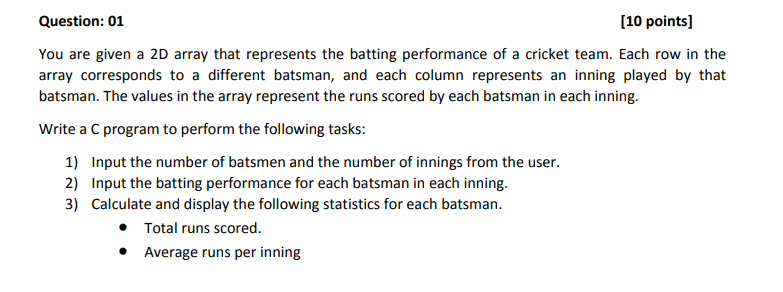 Question: 01 [10 points]
You are given a 2D array that represents the batting performance of a cricket team. Each row in the
array corresponds to a different batsman, and each column represents an inning played by that
batsman. The values in the array represent the runs scored by each batsman in each inning.
Write a C program to perform the following tasks:
1) Input the number of batsmen and the number of innings from the user.
2) Input the batting performance for each batsman in each inning.
3) Calculate and display the following statistics for each batsman.
• Total runs scored.
• Average runs per inning